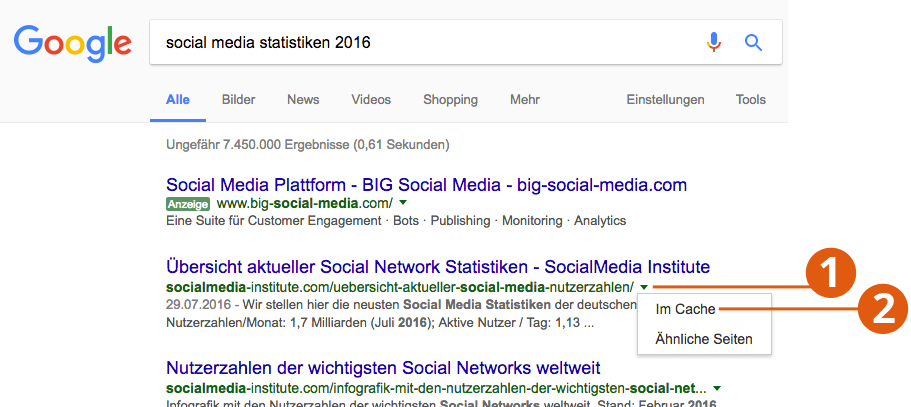 Google
social media statistiken 2016
Alle Bilder News Videos Shopping Mehr Einstellungen Tools
Ungefähr 7.450.000 Ergebnisse (0,61 Sekunden)
Social Media Plattform - BIG Social Media - big-social-media.com
Anzeige www.big-social-media.com/
Eine Suite für Customer Engagement · Bots · Publishing · Monitoring · Analytics
Übersicht aktueller Social Network Statistiken - SocialMedia Institute
socialmedia-institute.com/uebersicht-aktueller-social-media-nutzerzahlen/
1
29.07.2016 - Wir stellen hier die neusten Social Media Statistiken der deutschen
Im Cache
2
Nutzerzahlen/Monat: 1,7 Milliarden (Juli 2016); Aktive Nutzer / Tag: 1,13 ...
Ähnliche Seiten
Nutzerzahlen der wichtigsten Social Networks weltweit
socialmedia-institute.com/infografik-mit-den-nutzerzahlen-der-wichtigsten-social-net...
Infografik mit den Nutzerzahlen der wichtigsten Social Networks weltweit. Stand: Februar 2016